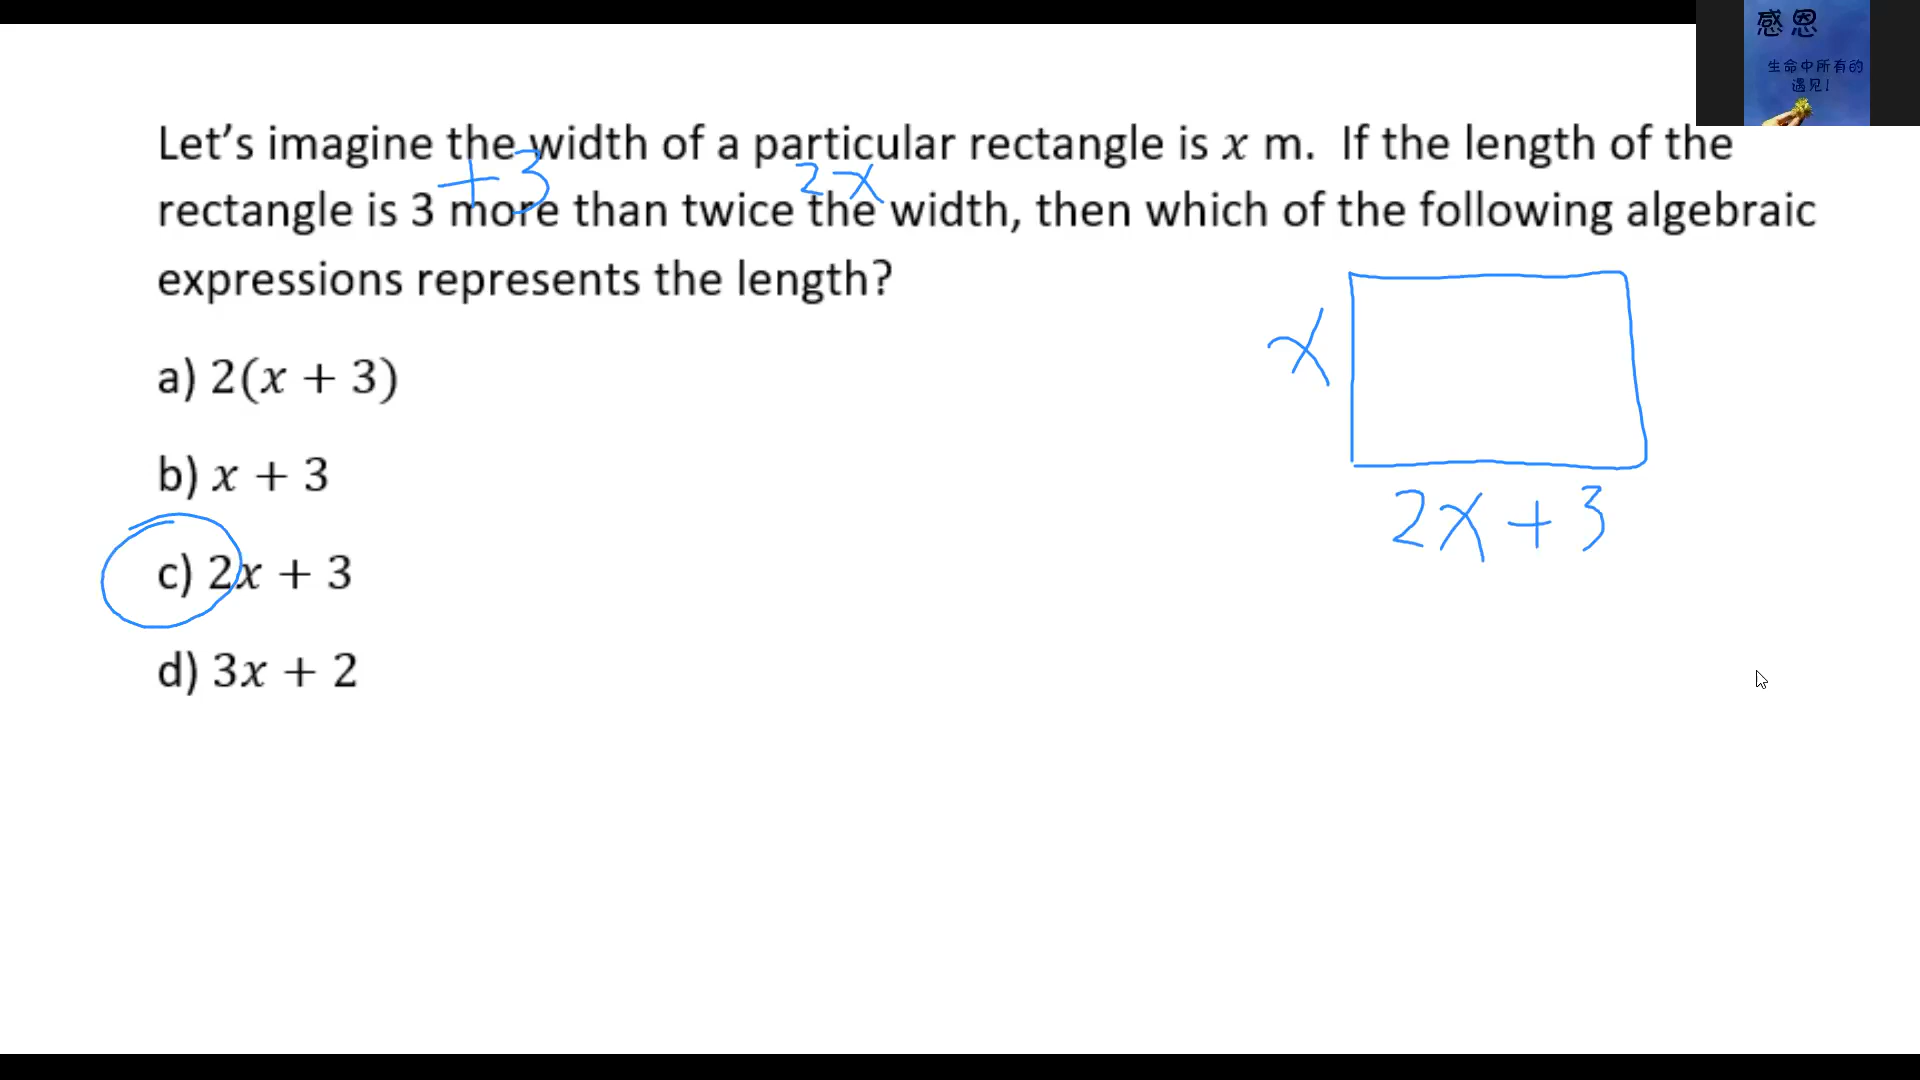 感恩
生命中所有的
遇见!
Let's imagine the width of a particular rectangle is x m. If the length of the
+3 2x
rectangle is 3 more than twice the width, then which of the following algebraic
expressions represents the length?
a) 2(x + 3)
b) x + 3
c) 2x + 3
d) 3x + 2
x
2x + 3